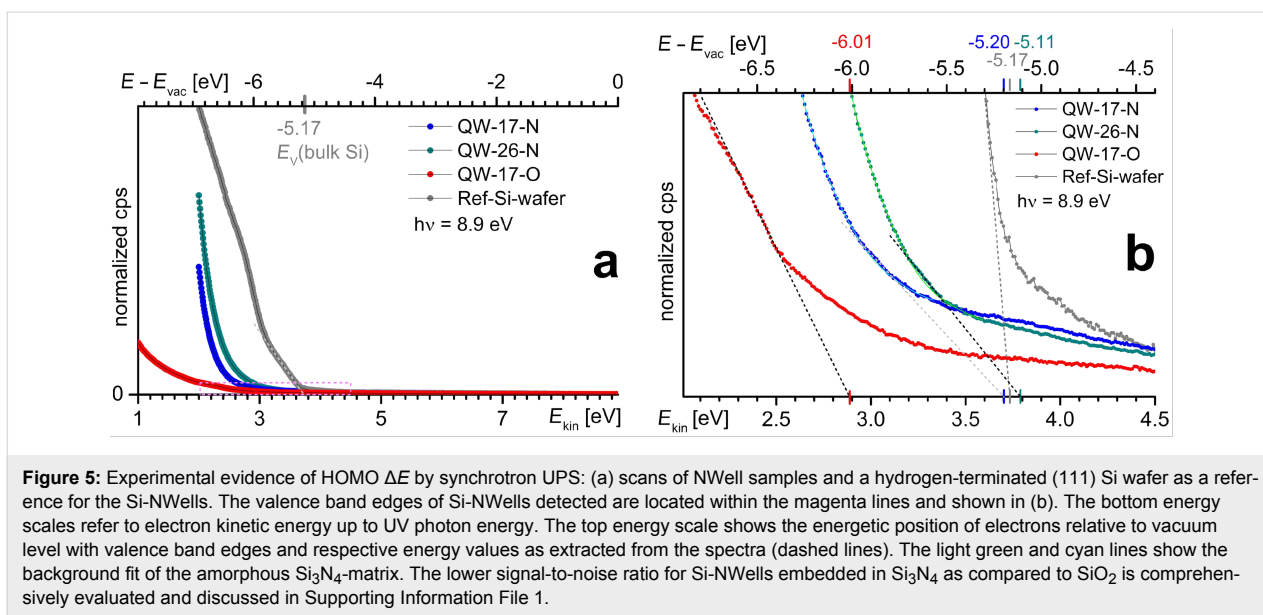 E – Evac [eV] -6 -4 -2 0
-5.17
EV(bulk Si)
QW-17-N
QW-26-N
QW-17-O
Ref-Si-wafer
hν = 8.9 eV
a
normalized cps
0
1 3 5 7 Ekin [eV]
-6.01 -5.20 -5.11
E – Evac [eV] -5.17
-6.5 -6.0 -5.5 -5.0 -4.5
QW-17-N
QW-26-N
QW-17-O
Ref-Si-wafer
hν = 8.9 eV
b
normalized cps
Ekin [eV] 2.5 3.0 3.5 4.0 4.5
Figure 5: Experimental evidence of HOMO ΔE by synchrotron UPS: (a) scans of NWell samples and a hydrogen-terminated (111) Si wafer as a refer-
ence for the Si-NWells. The valence band edges of Si-NWells detected are located within the magenta lines and shown in (b). The bottom energy
scales refer to electron kinetic energy up to UV photon energy. The top energy scale shows the energetic position of electrons relative to vacuum
level with valence band edges and respective energy values as extracted from the spectra (dashed lines). The light green and cyan lines show the
background fit of the amorphous Si3N4-matrix. The lower signal-to-noise ratio for Si-NWells embedded in Si3N4 as compared to SiO2 is comprehen-
sively evaluated and discussed in Supporting Information File 1.